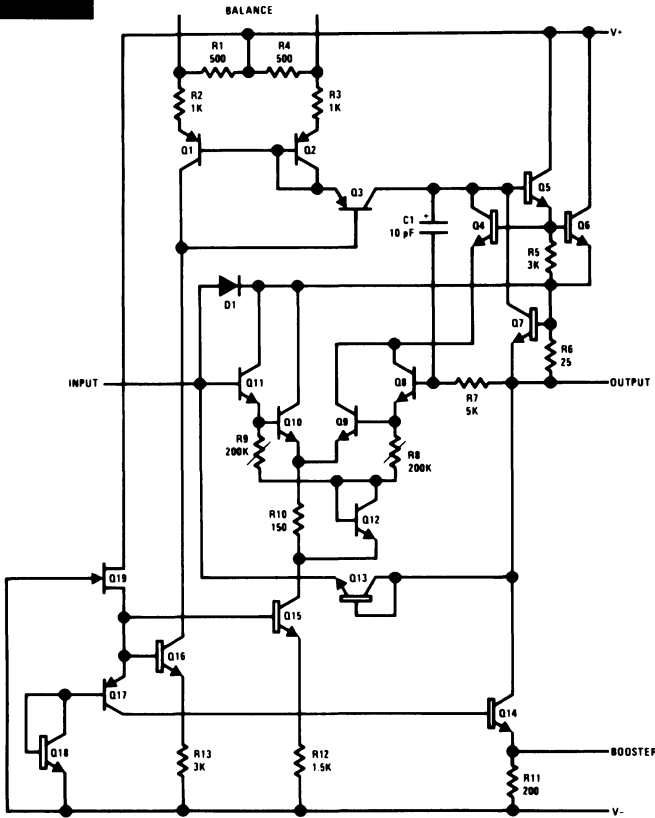 BALANCE
V+
R1
500
R4
500
R2
1K
R3
1K
Q1
Q2
Q3
Q5
C1
10 pF
+
Q4
Q6
R5
3K
D1
Q7
R6
25
INPUT
Q11
Q8
R7
5K
OUTPUT
Q10
Q9
R9
200K
R8
200K
R10
150
Q12
Q19
Q13
Q15
Q16
Q17
Q14
Q18
R13
3K
R12
1.5K
BOOSTER
R11
200
V-